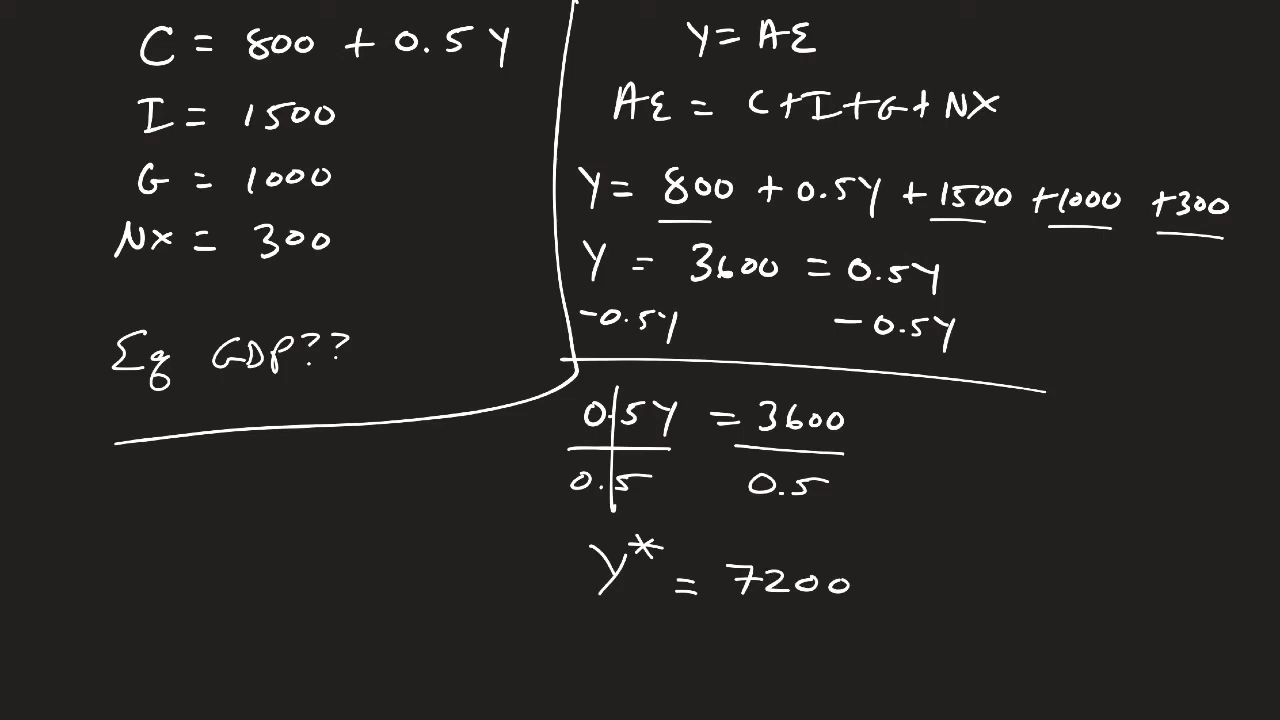 C = 800 + 0.5Y
I = 1500
G = 1000
NX = 300
Eq GDP??
Y = AE
AE = C+I+G+NX
Y = 800 + 0.5Y + 1500 +1000 +300
Y = 3600 = 0.5Y
-0.5Y -0.5Y
0.5Y = 3600
0.5 0.5
Y* = 7200